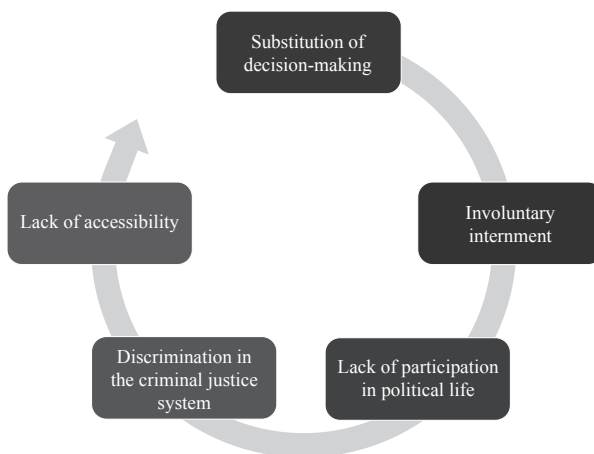 Substitution of
decision-making
Involuntary
internment
Lack of participation
in political life
Discrimination in
the criminal justice
system
Lack of accessibility